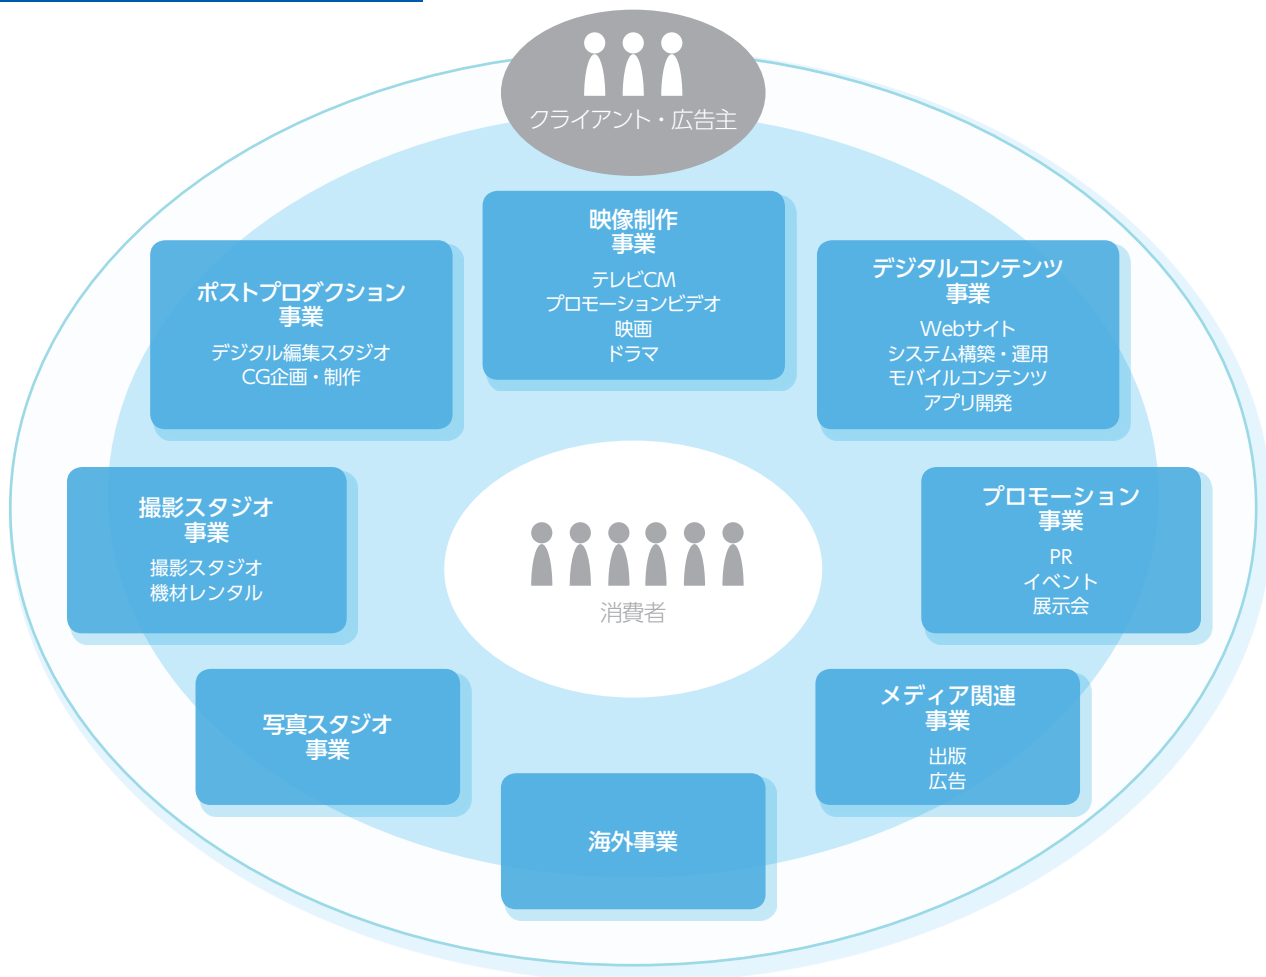 クライアント・広告主
映像制作
事業
テレビCM
プロモーションビデオ
映画
ドラマ
ポストプロダクション
事業
デジタル編集スタジオ
CG企画・制作
デジタルコンテンツ
事業
Webサイト
システム構築・運用
モバイルコンテンツ
アプリ開発
撮影スタジオ
事業
撮影スタジオ
機材レンタル
消費者
プロモーション
事業
PR
イベント
展示会
写真スタジオ
事業
メディア関連
事業
出版
広告
海外事業